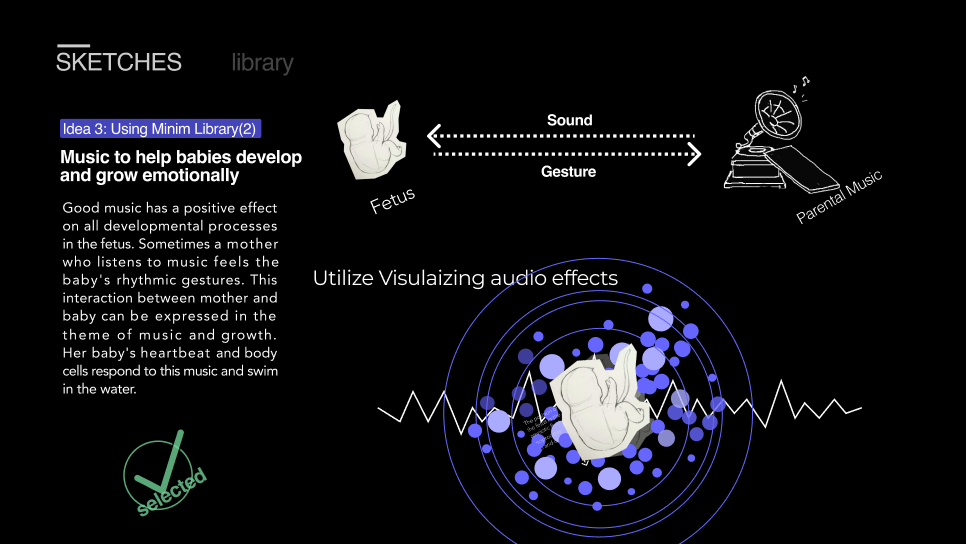 SKETCHES
library
Idea 3: Using Minim Library(2)
Music to help babies develop
and grow emotionally
Good music has a positive effect
on all developmental processes
in the fetus. Sometimes a mother
who listens to music feels the
baby's rhythmic gestures. This
interaction between mother and
baby can be expressed in the
theme of music and growth.
Her baby's heartbeat and body
cells respond to this music and swim
in the water.
selected
Sound
Gesture
Fetus
Parental Music
Utilize Visulaizing audio effects